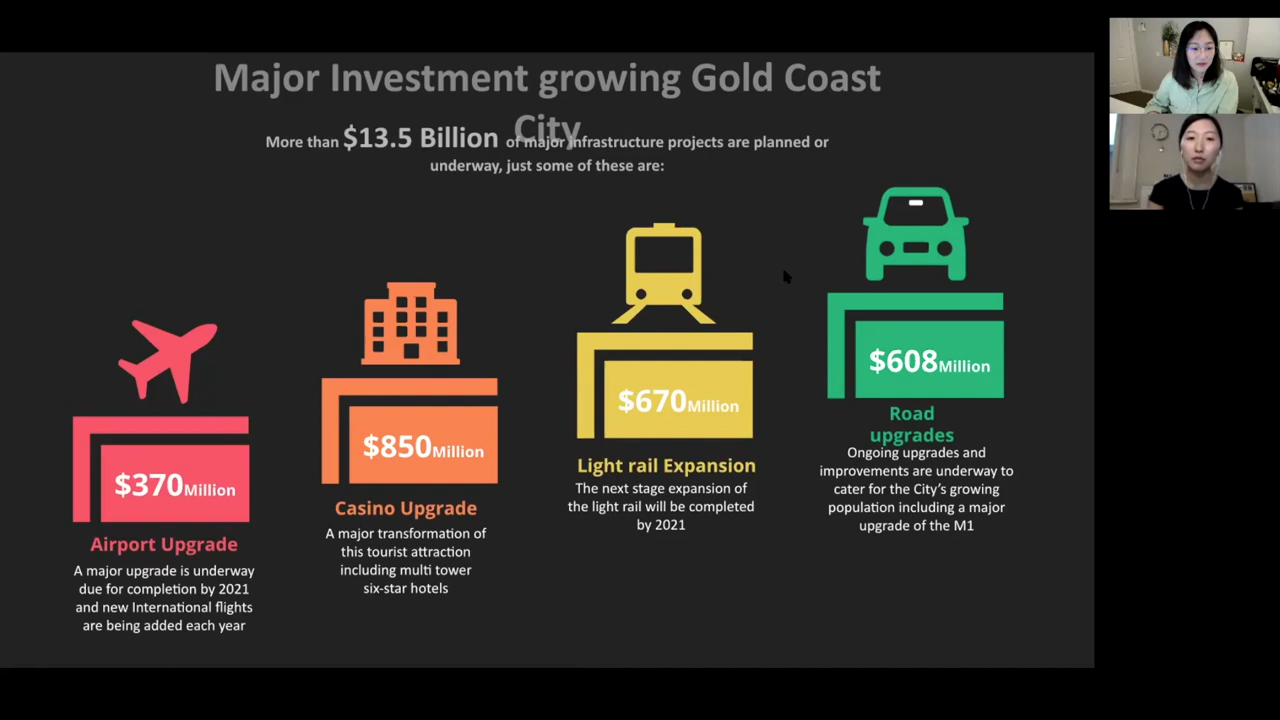 Major Investment growing Gold Coast
City
More than $13.5 Billion of major infrastructure projects are planned or
underway, just some of these are:
$370Million
Airport Upgrade
A major upgrade is underway
due for completion by 2021
and new International flights
are being added each year
$850Million
Casino Upgrade
A major transformation of
this tourist attraction
including multi tower
six-star hotels
$670Million
Light rail Expansion
The next stage expansion of
the light rail will be completed
by 2021
$608Million
Road
upgrades
Ongoing upgrades and
improvements are underway to
cater for the City’s growing
population including a major
upgrade of the M1